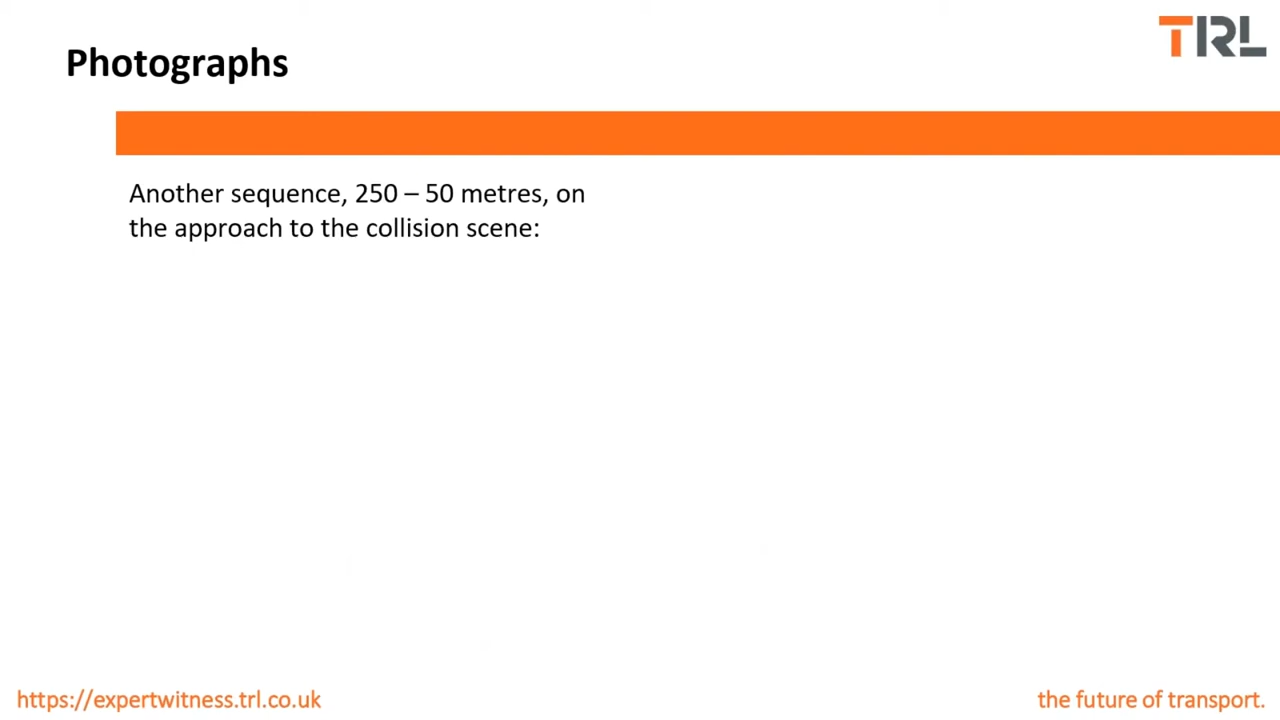 Photographs
TRL
Another sequence, 250 – 50 metres, on
the approach to the collision scene:
https://expertwitness.trl.co.uk
the future of transport.